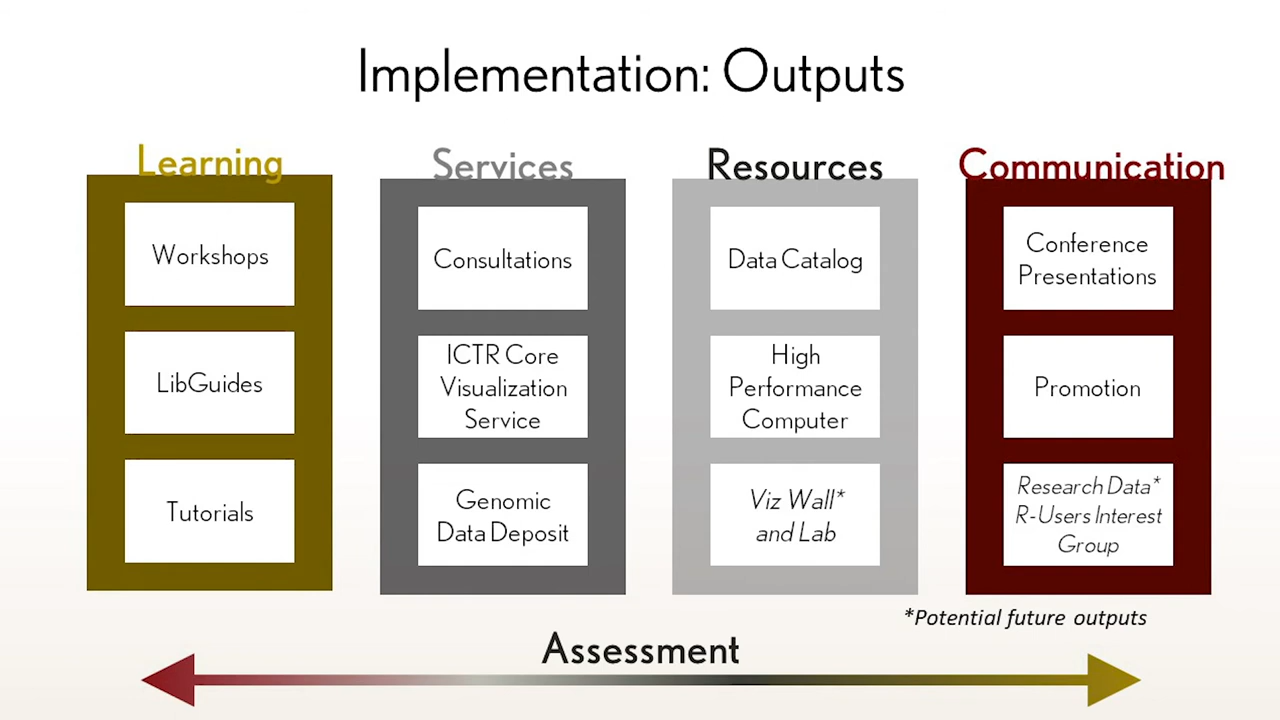 Implementation: Outputs
Learning
Workshops
LibGuides
Tutorials
Services
Consultations
ICTR Core
Visualization
Service
Genomic
Data Deposit
Resources
Data Catalog
High
Performance
Computer
Viz Wall*
and Lab
Communication
Conference
Presentations
Promotion
Research Data*
R-Users Interest
Group
*Potential future outputs
Assessment